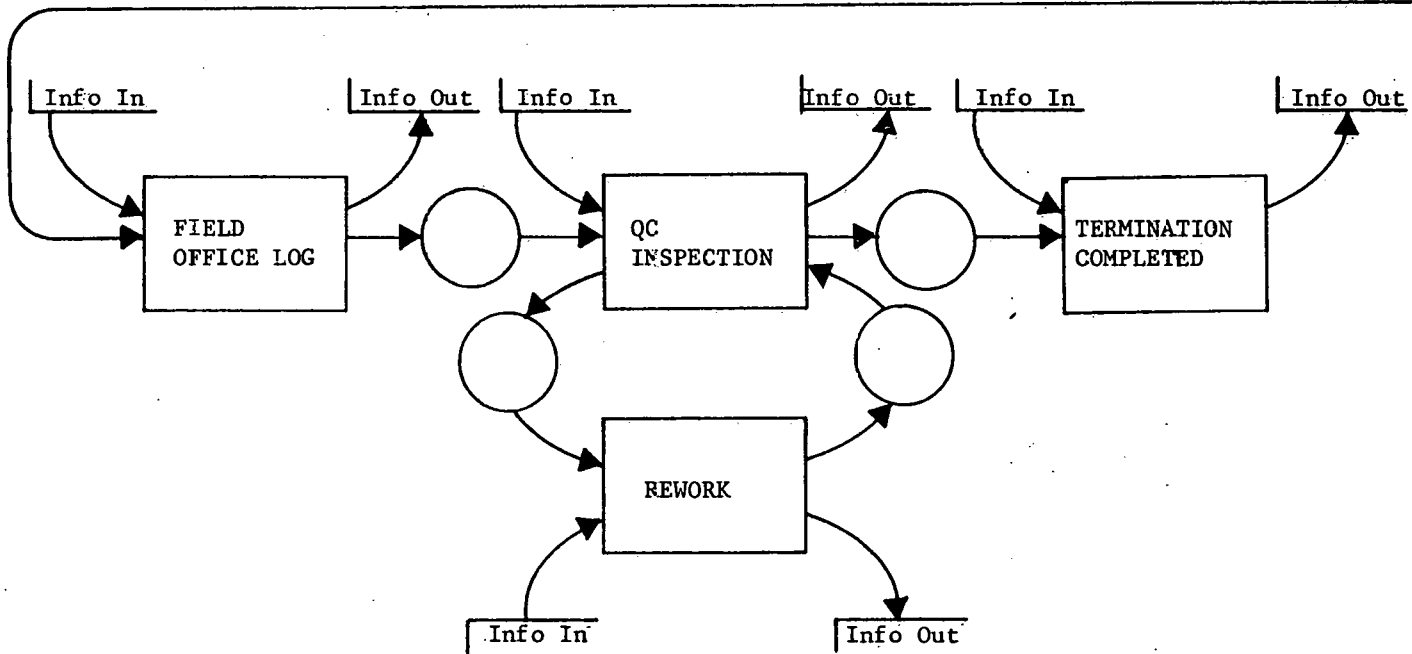 Info In
Info Out
Info In
Info Out
Info In
Info Out
FIELD
OFFICE LOG
QC
INSPECTION
TERMINATION
COMPLETED
REWORK
Info In
Info Out